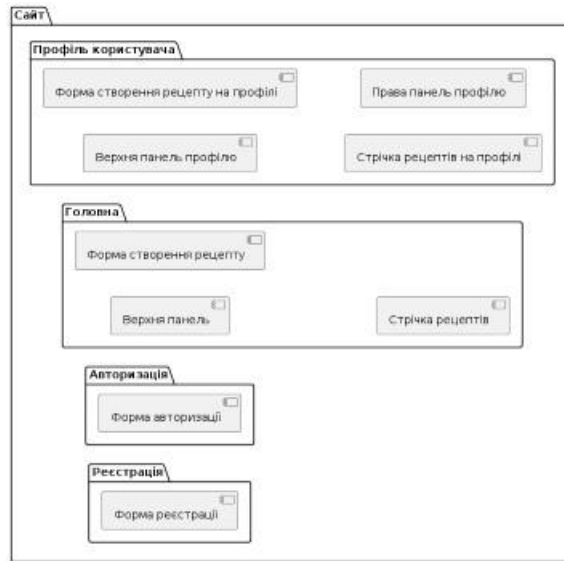 Сайт
Профіль користувача
Форма створення рецепту на профілі
Права панель профілю
Верхня панель профілю
Стрічка рецептів на профілі
Головна
Форма створення рецепту
Верхня панель
Стрічка рецептів
Авторизація
Форма авторизації
Реєстрація
Форма реєстрації